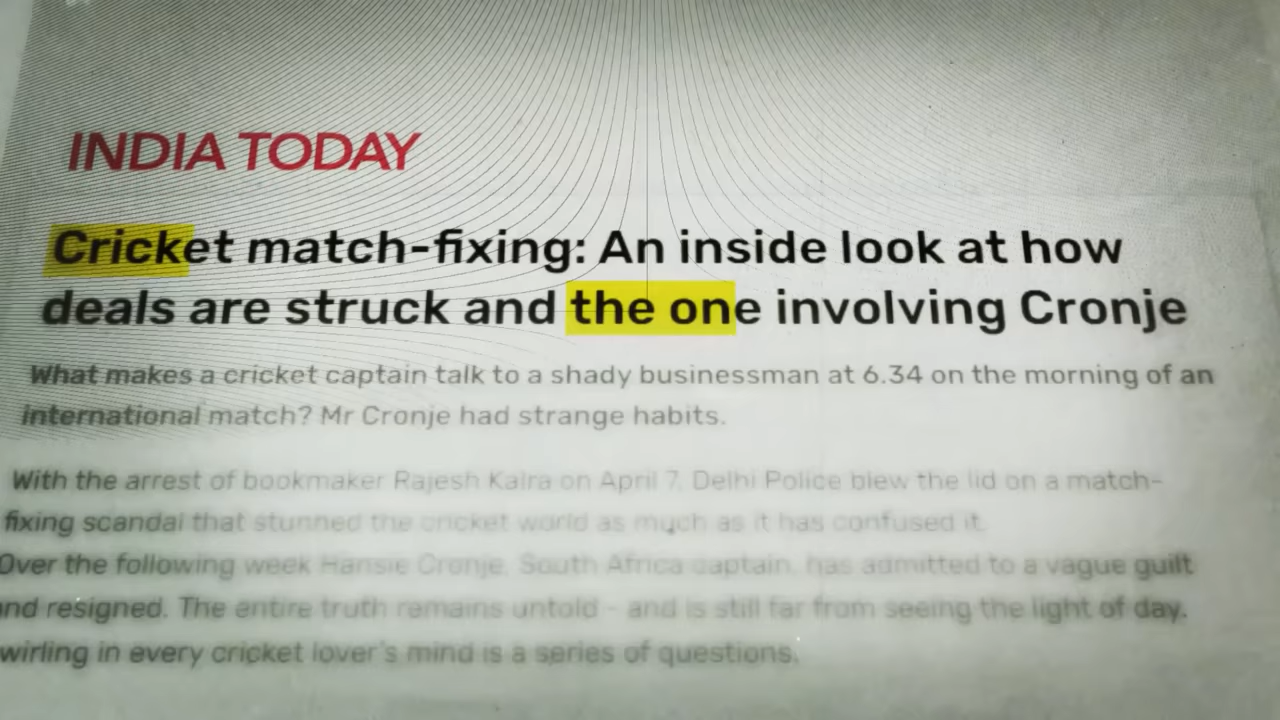 INDIA TODAY
Cricket match-fixing: An inside look at how
deals are struck and the one involving Cronje
What makes a cricket captain talk to a shady businessman at 6.34 on the morning of an
international match? Mr Cronje had strange habits.
With the arrest of bookmaker Rajesh Kalra on April 7, Delhi Police blew the lid on a match-
fixing scandal that stunned the cricket world as much as it has confused it.
Over the following week Hansie Cronje, South Africa captain, has admitted to a vague guilt
nd resigned. The entire truth remains untold - and is still far from seeing the light of day.
wirling in every cricket lover's mind is a series of questions.